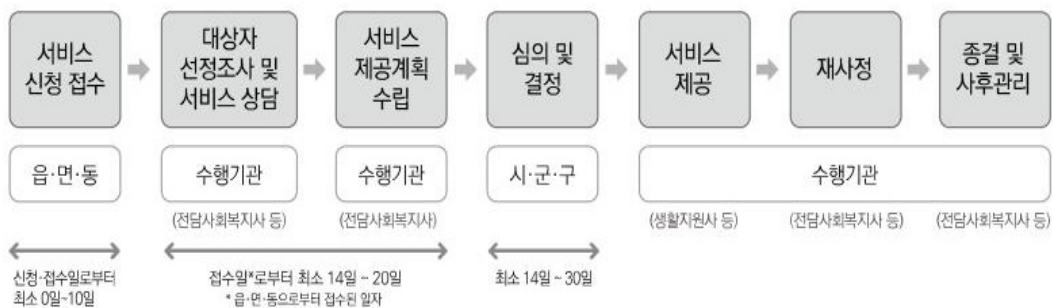 서비스
신청 접수
대상자
선정조사 및
서비스 상담
서비스
제공계획
수립
심의 및
결정
서비스
제공
재사정
종결 및
사후관리
읍·면·동
수행기관
수행기관
시·군·구
수행기관
(전담사회복지사 등)
(전담사회복지사)
(생활지원사 등)
(전담사회복지사 등)
(전담사회복지사 등)
신청·접수일로부터
최소 0일~10일
접수일*로부터 최소 14일 ~ 20일
* 읍·면·동으로부터 접수된 일자
최소 14일 ~ 30일